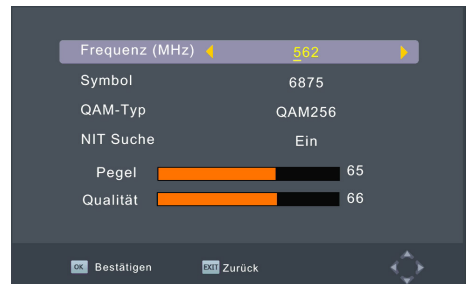 Frequenz (MHz) 562
Symbol 6875
QAM-Typ QAM256
NIT Suche Ein
Pegel 65
Qualität 66
OK Bestätigen EXIT Zurück